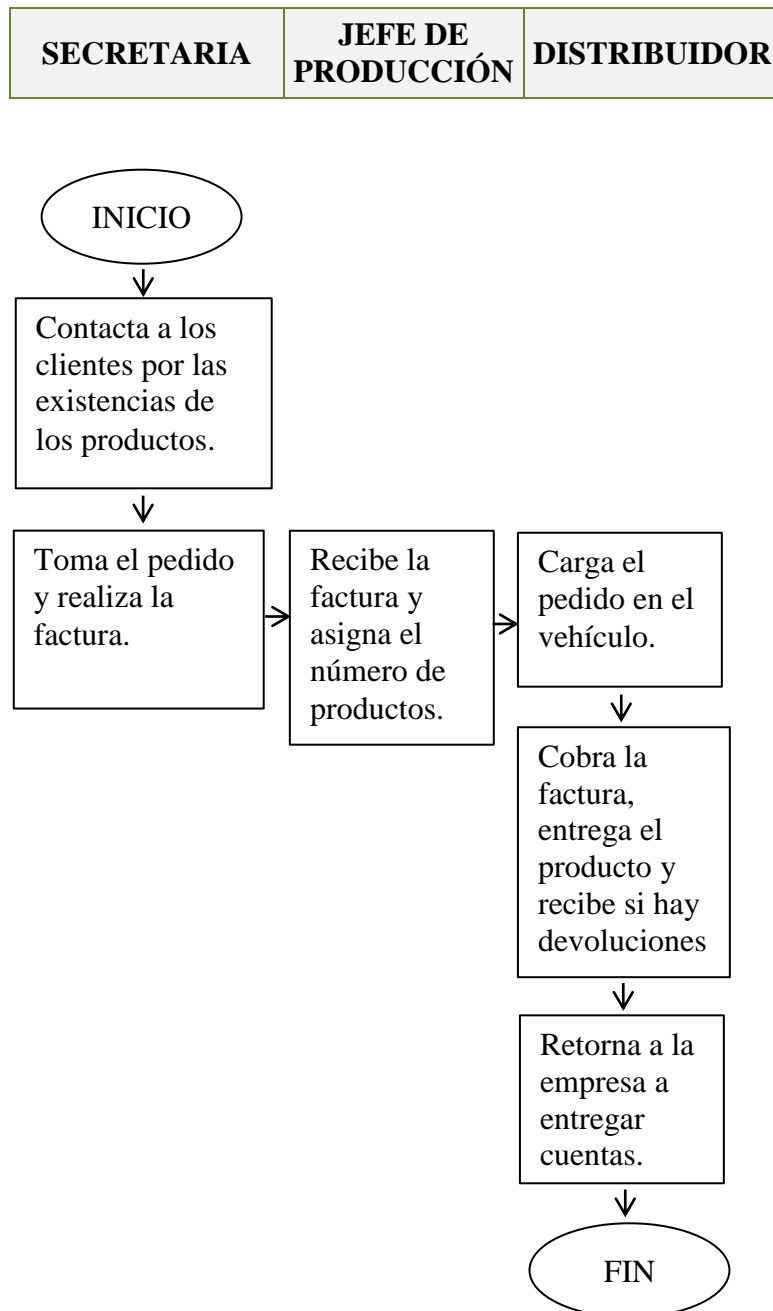 SECRETARIA
JEFE DE
PRODUCCIÓN
DISTRIBUIDOR
INICIO
Contacta a los
clientes por las
existencias de
los productos.
Toma el pedido
y realiza la
factura.
Recibe la
factura y
asigna el
número de
productos.
Carga el
pedido en el
vehículo.
Cobra la
factura,
entrega el
producto y
recibe si hay
devoluciones
Retorna a la
empresa a
entregar
cuentas.
FIN